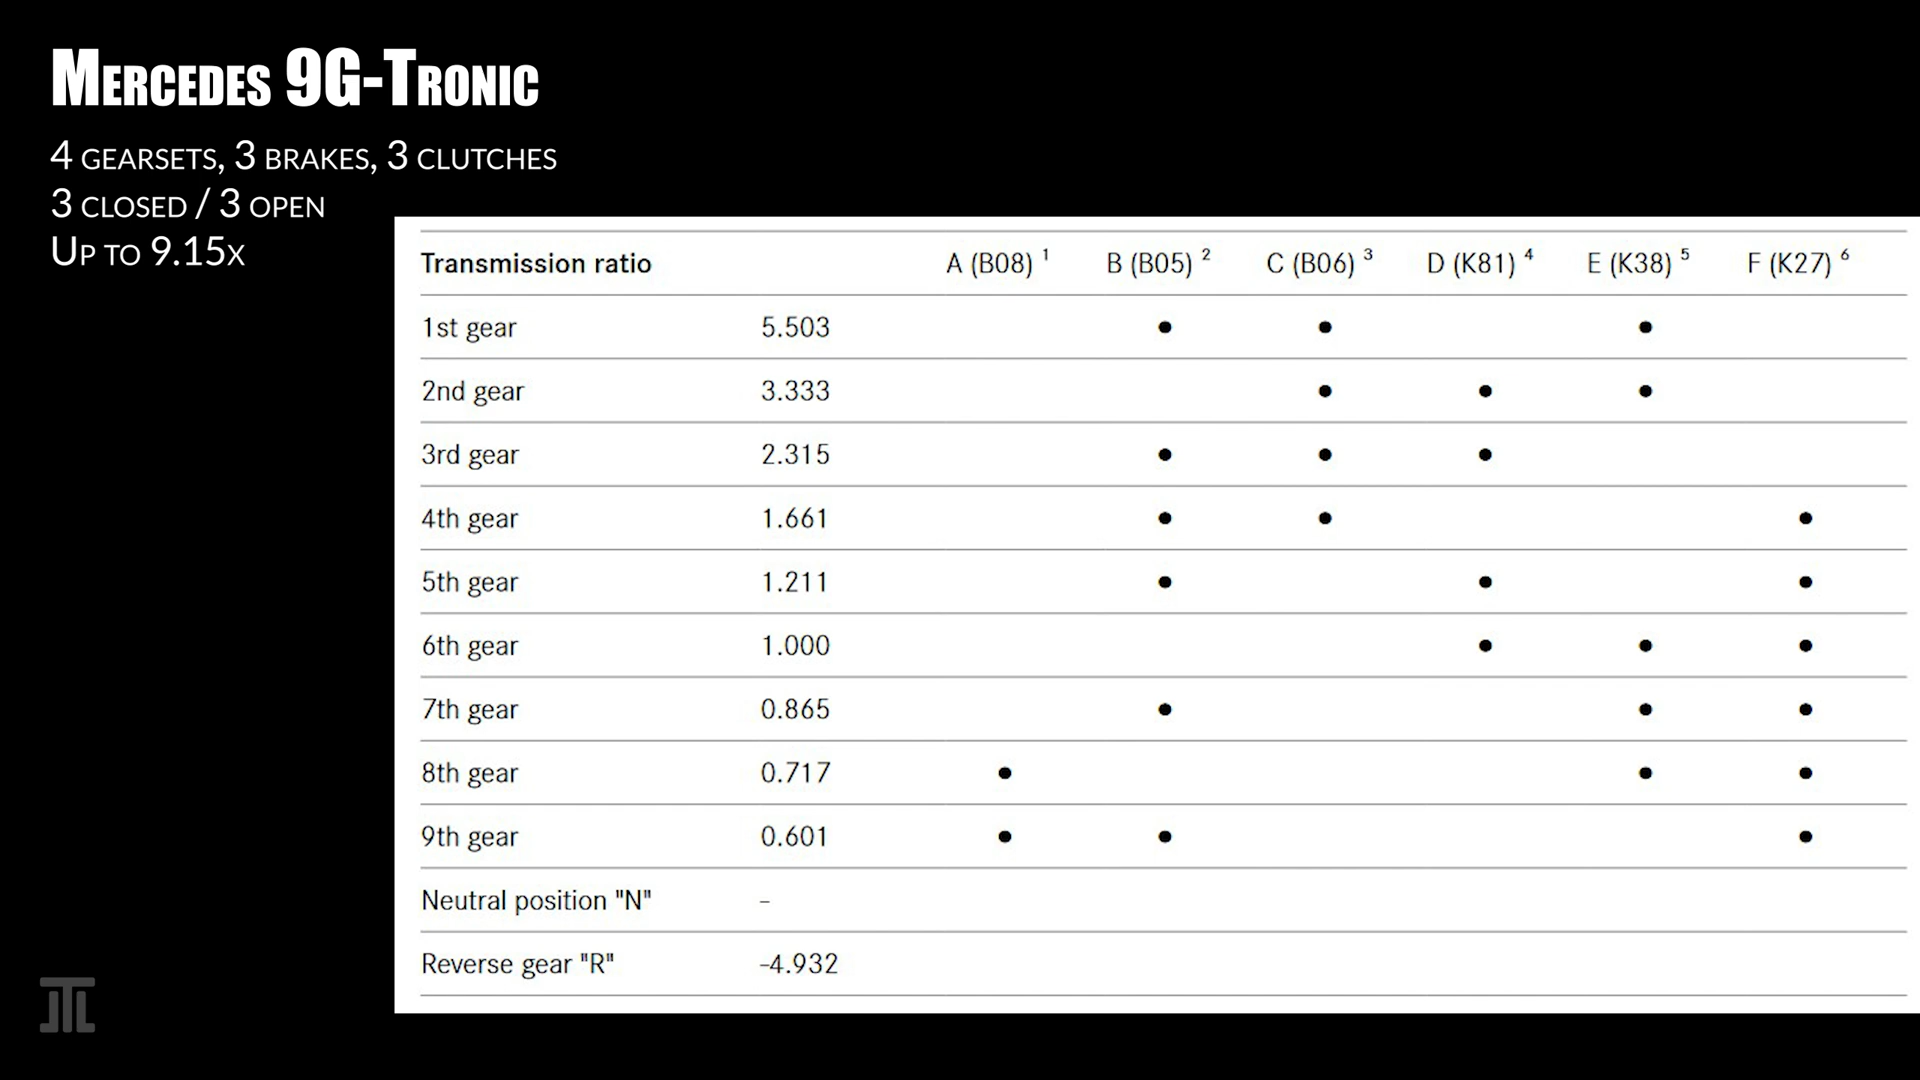 MERCEDES 9G-TRONIC
4 GEARSETS, 3 BRAKES, 3 CLUTCHES
3 CLOSED / 3 OPEN
UP TO 9.15X
Transmission ratio A (B08) ¹ B (B05) ² C (B06) ³ D (K81) ⁴ E (K38) ⁵ F (K27) ⁶
1st gear 5.503 • • •
2nd gear 3.333 • • •
3rd gear 2.315 • • •
4th gear 1.661 • • •
5th gear 1.211 • • •
6th gear 1.000 • • •
7th gear 0.865 • • •
8th gear 0.717 • • •
9th gear 0.601 • • •
Neutral position "N" –
Reverse gear "R" –4.932